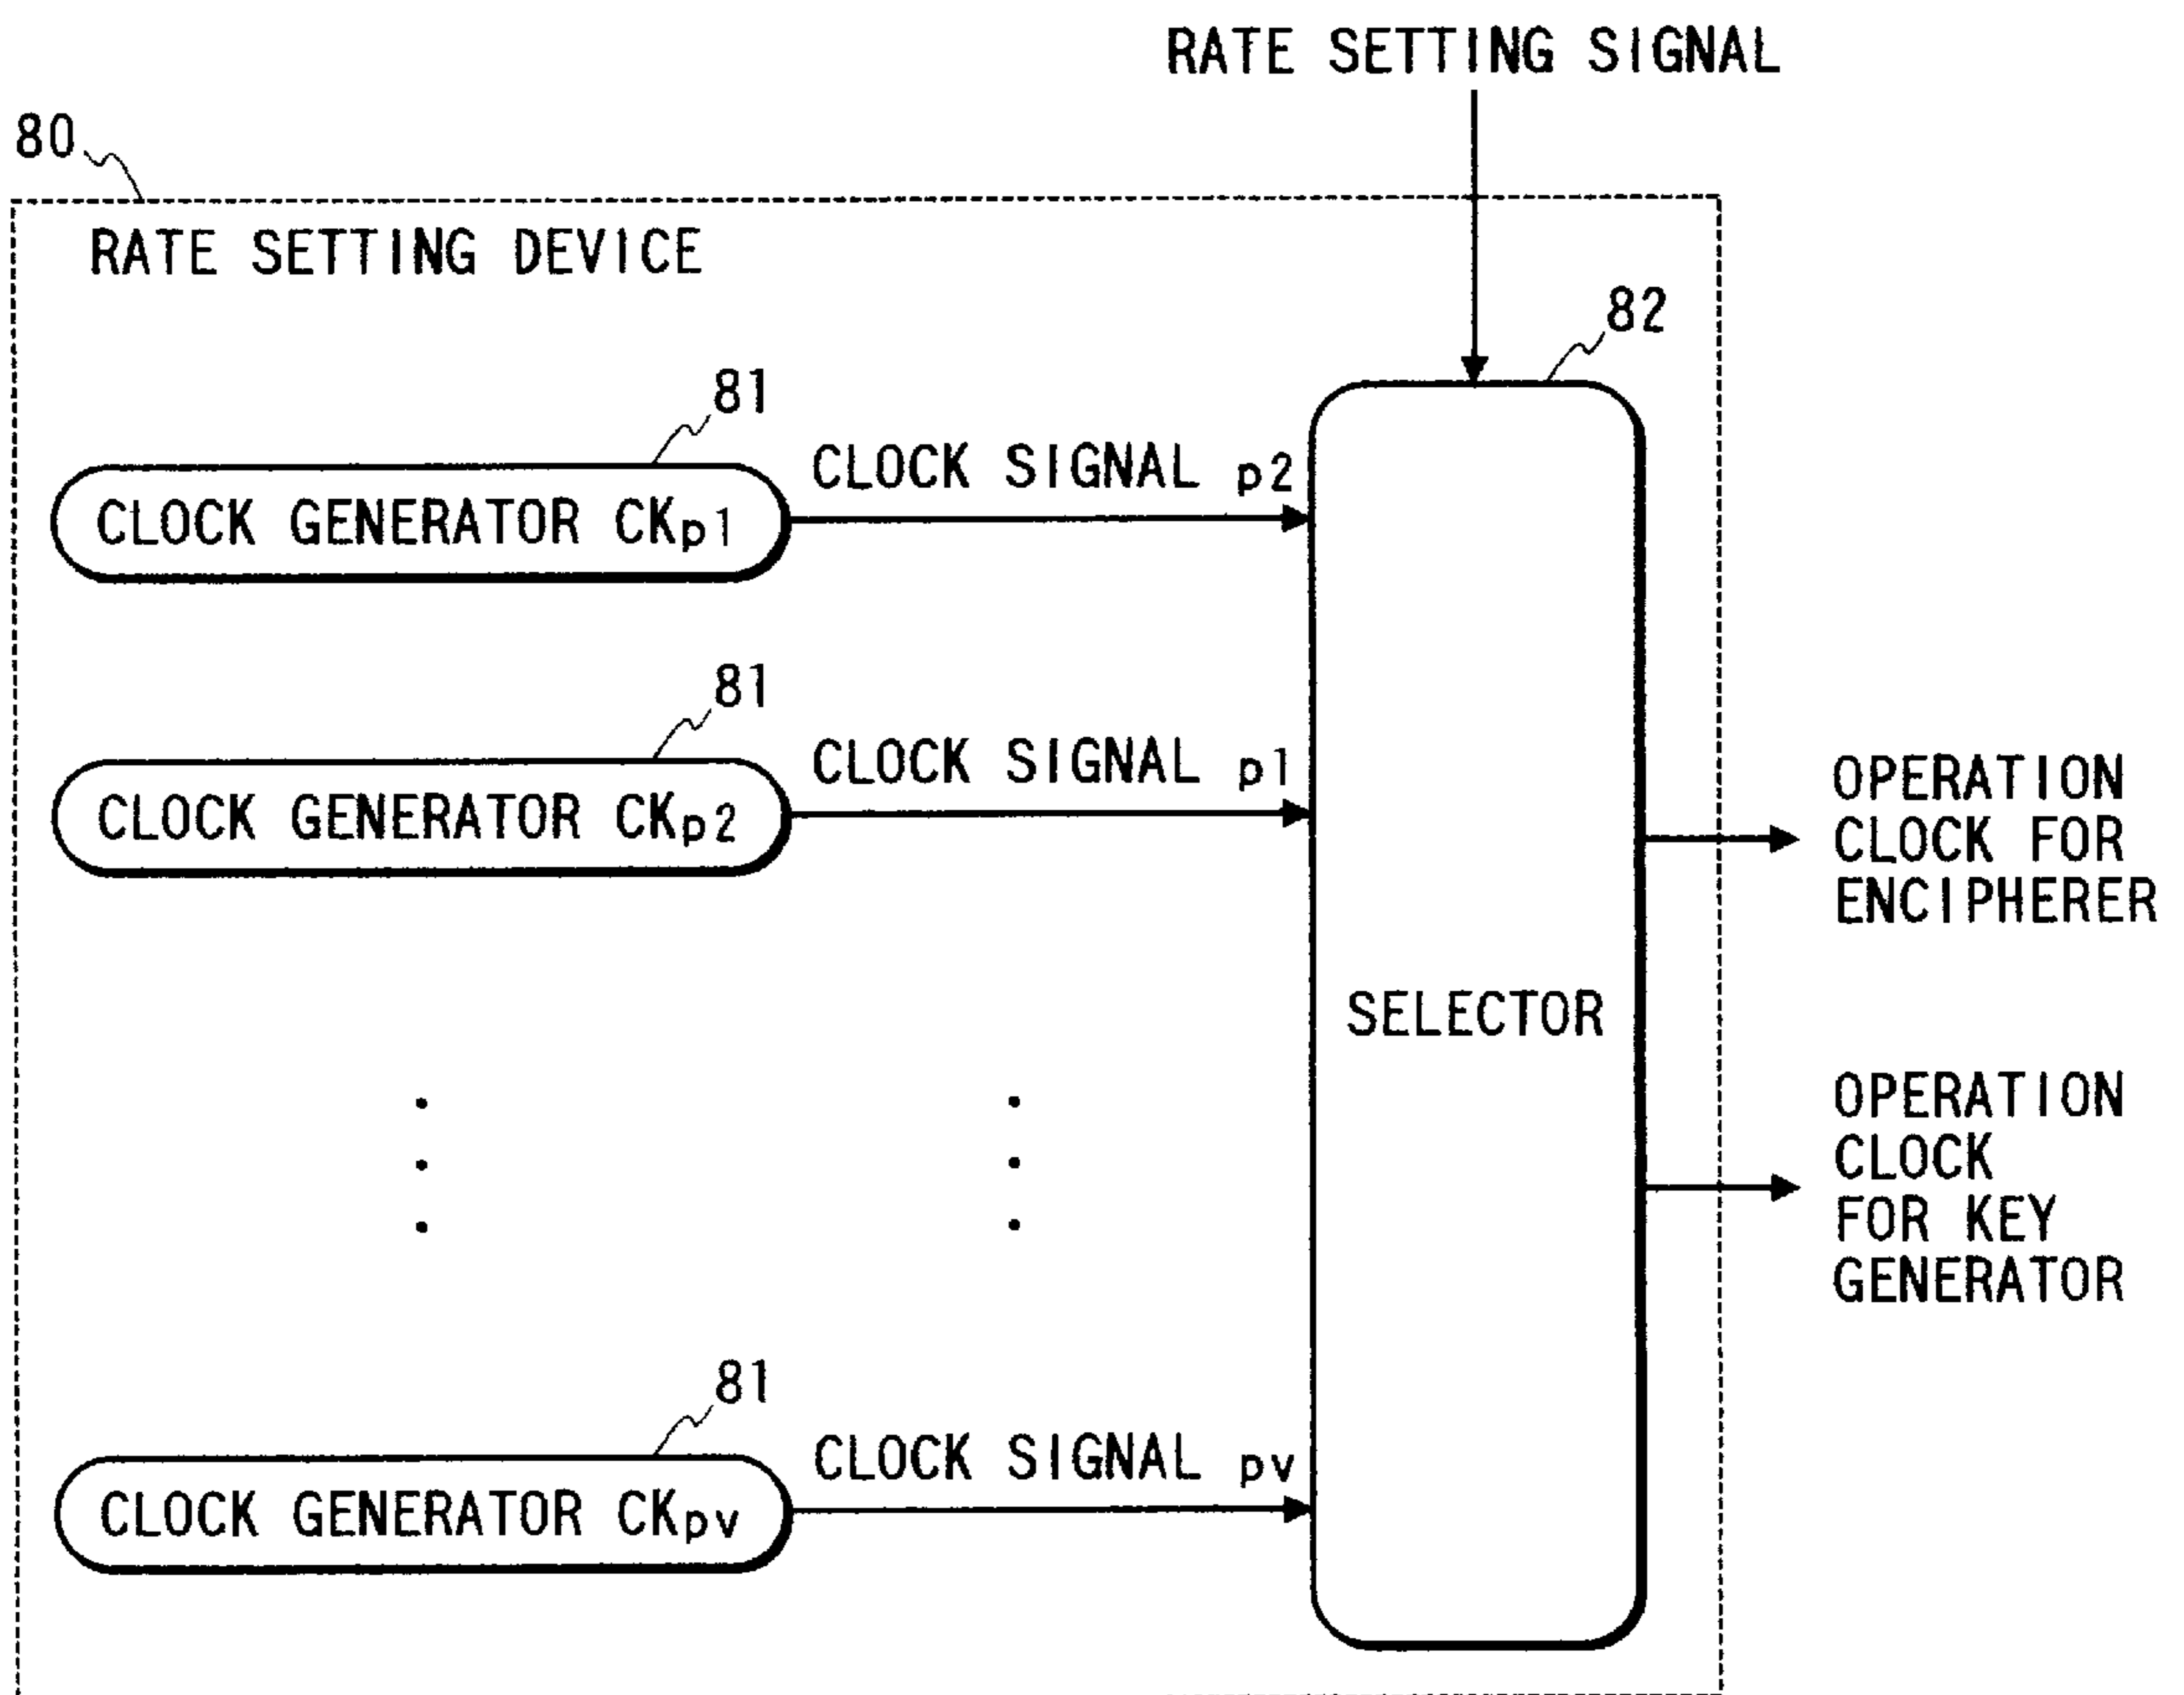 RATE SETTING SIGNAL
80
RATE SETTING DEVICE
82
81
CLOCK GENERATOR CKp1
CLOCK SIGNAL p2
81
CLOCK GENERATOR CKp2
CLOCK SIGNAL p1
OPERATION
CLOCK FOR
ENCIPHERER
SELECTOR
OPERATION
CLOCK
FOR KEY
GENERATOR
81
CLOCK GENERATOR CKpv
CLOCK SIGNAL pv